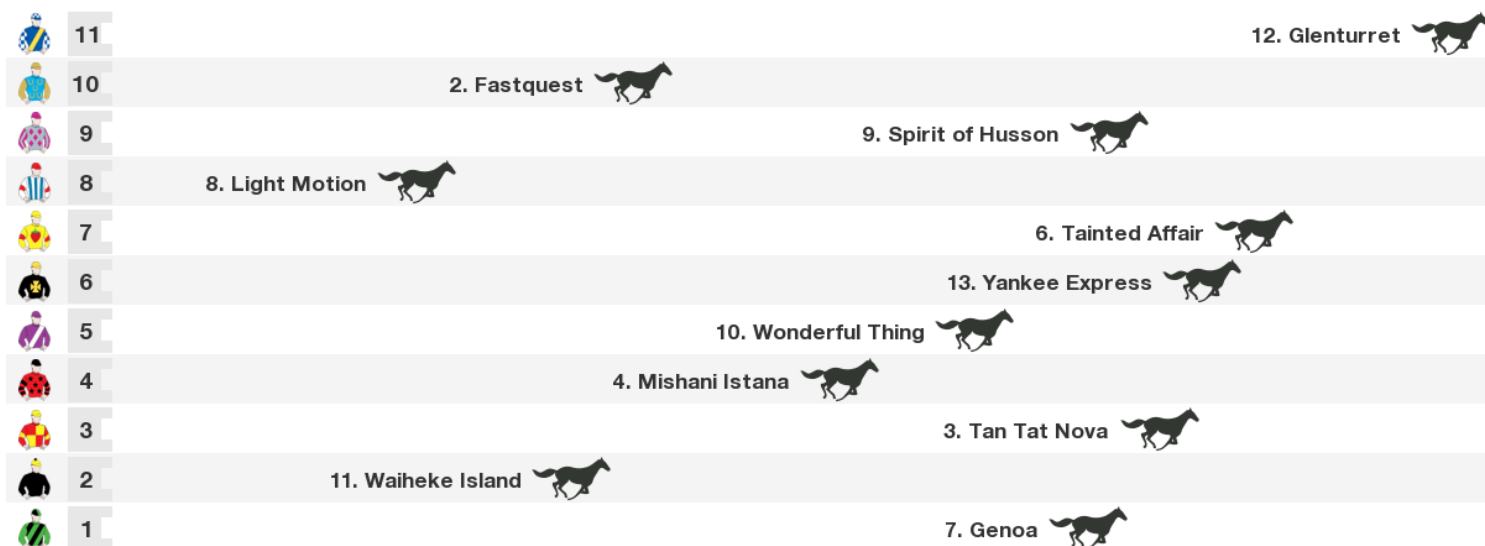 11 12. Glenturret
10 2. Fastquest
9 9. Spirit of Husson
8 8. Light Motion
7 6. Tainted Affair
6 13. Yankee Express
5 10. Wonderful Thing
4 4. Mishani Istana
3 3. Tan Tat Nova
2 11. Waiheke Island
1 7. Genoa